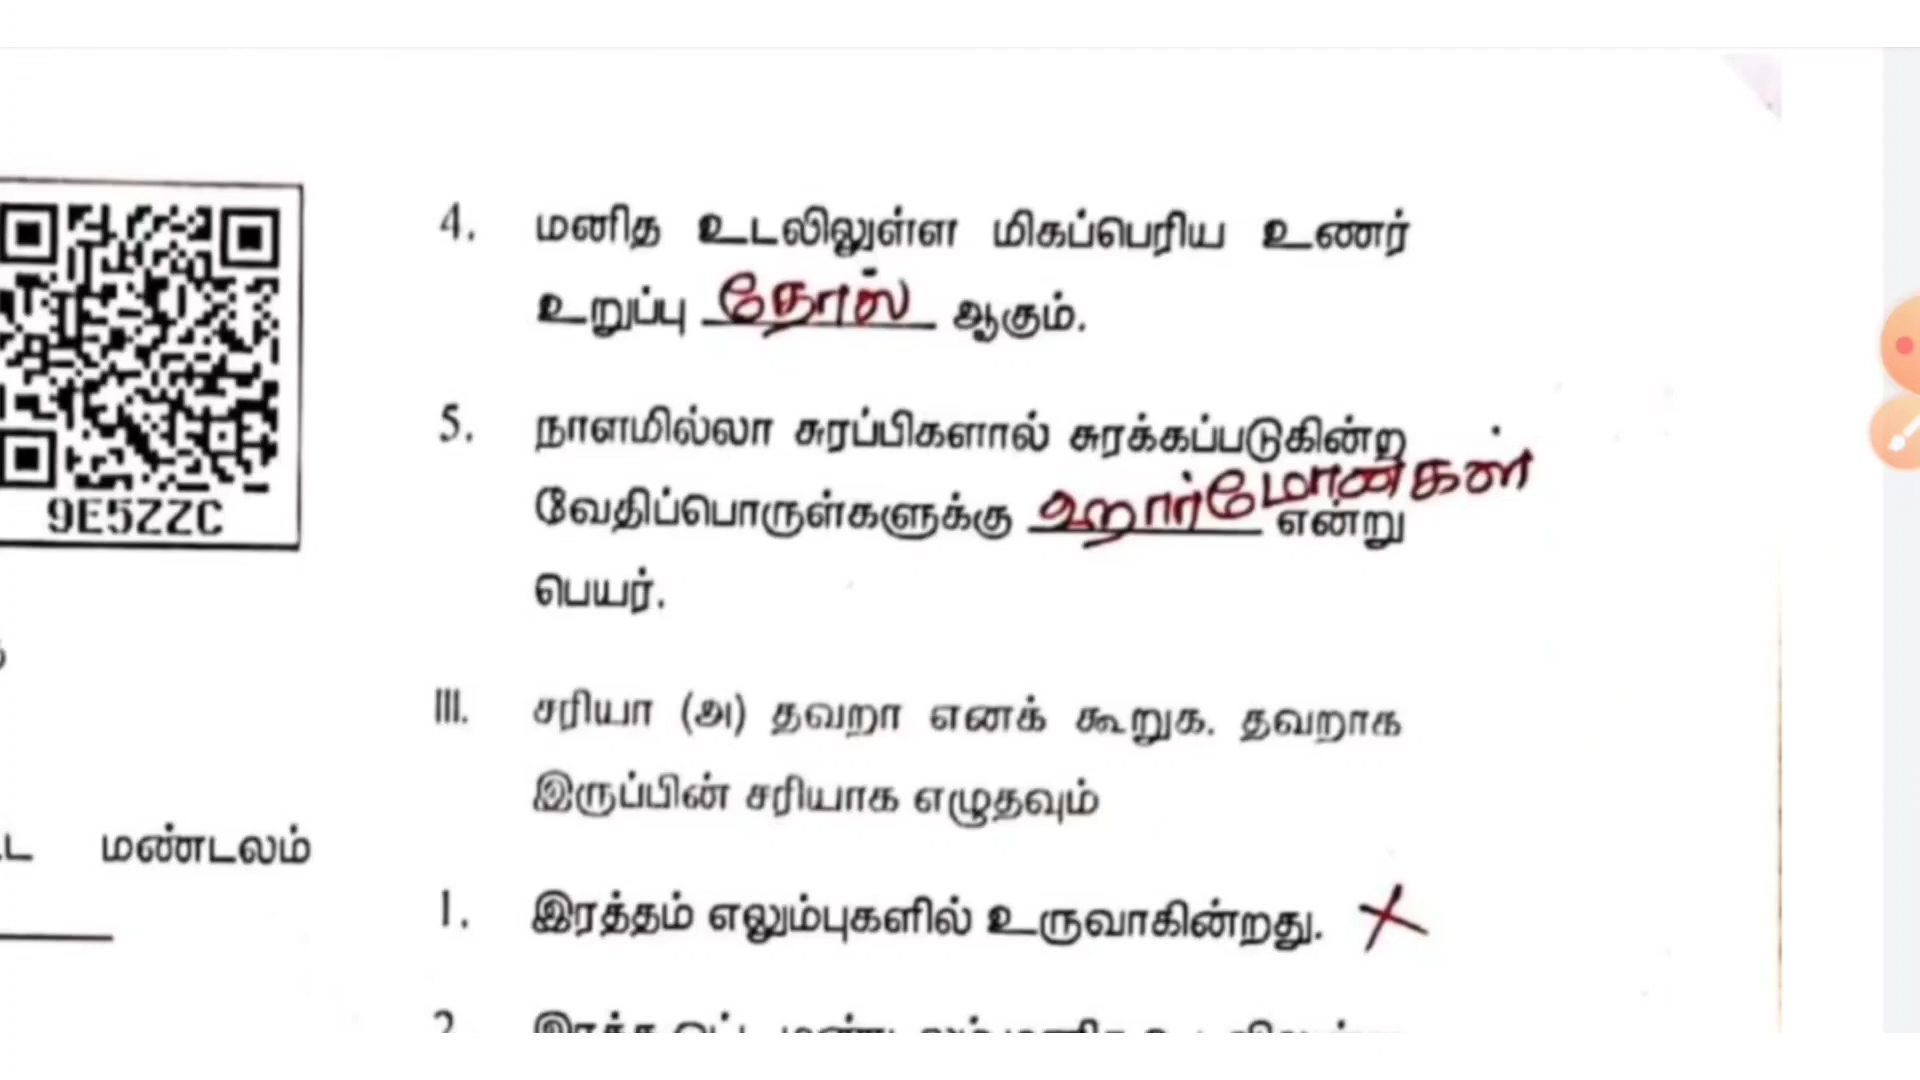 9E5ZZC
மண்டலம்
4. மனித உடலிலுள்ள மிகப்பெரிய உணர்
உறுப்பு தோல் ஆகும்.
5. நாளமில்லா சுரப்பிகளால் சுரக்கப்படுகின்ற
வேதிப்பொருள்களுக்கு ஹார்மோன்கள் என்று
பெயர்.
III. சரியா (அ) தவறா எனக் கூறுக. தவறாக
இருப்பின் சரியாக எழுதவும்
1. இரத்தம் எலும்புகளில் உருவாகின்றது. X
2